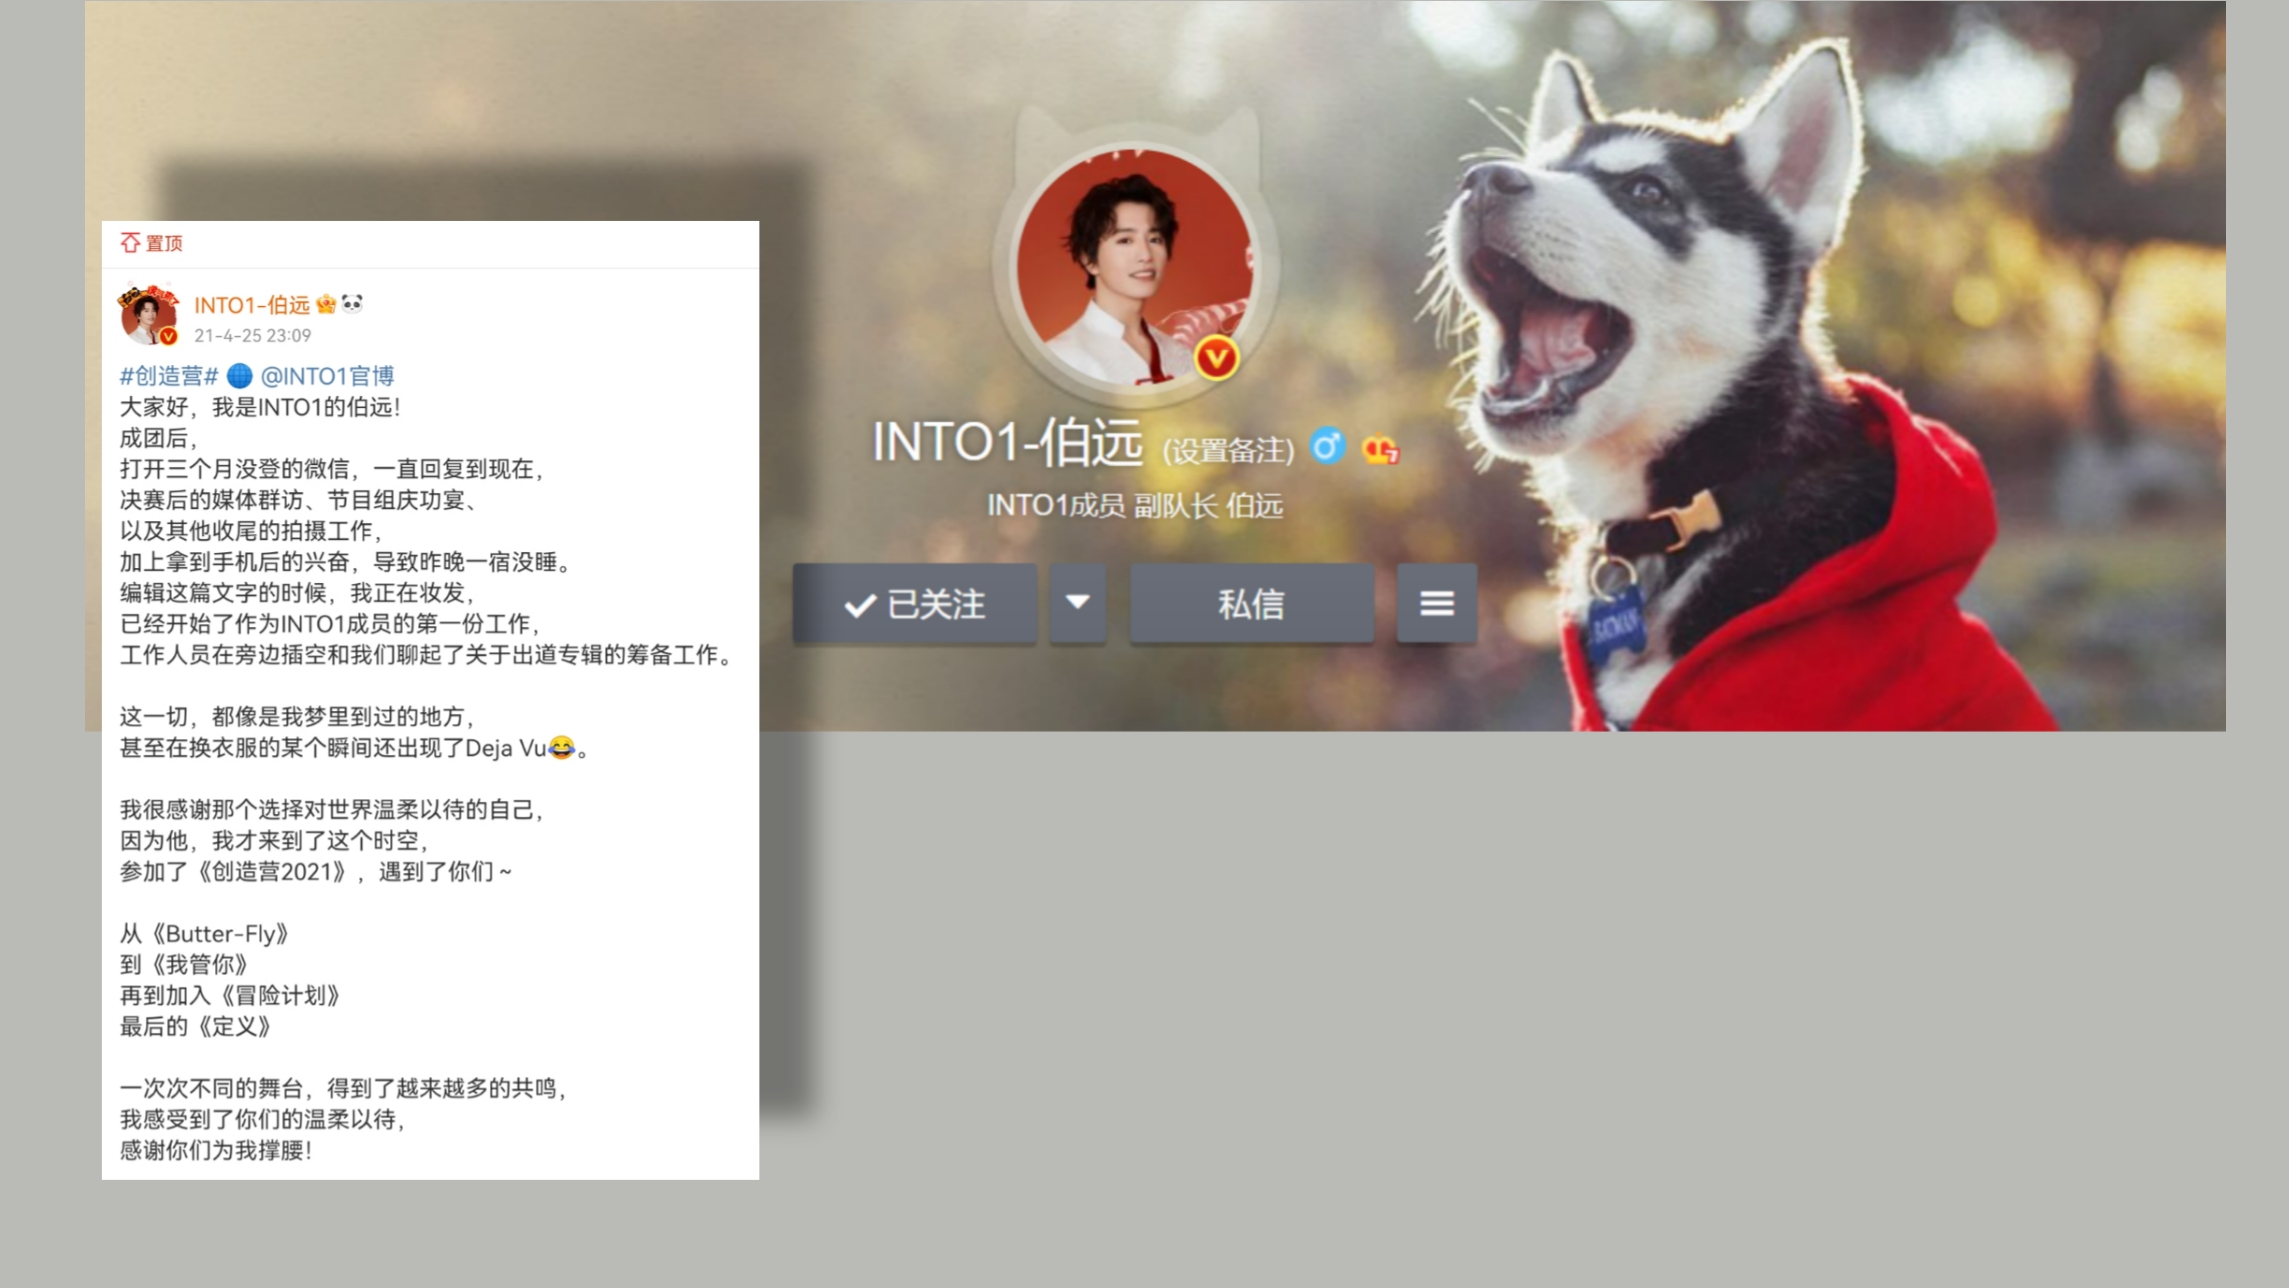 置顶
INTO1-伯远
21-4-25 23:09
#创造营# @INTO1官博
大家好，我是INTO1的伯远！
成团后，
打开三个月没登的微信，一直回复到现在，
决赛后的媒体群访、节目组庆功宴、
以及其他收尾的拍摄工作，
加上拿到手机后的兴奋，导致昨晚一宿没睡。
编辑这篇文字的时候，我正在妆发，
已经开始了作为INTO1成员的第一份工作，
工作人员在旁边插空和我们聊起了关于出道专辑的筹备工作。
这一切，都像是我梦里到过的地方，
甚至在换衣服的某个瞬间还出现了Deja Vu😂。
我很感谢那个选择对世界温柔以待的自己，
因为他，我才来到了这个时空，
参加了《创造营2021》，遇到了你们～
从《Butter-Fly》
到《我管你》
再到加入《冒险计划》
最后的《定义》
一次次不同的舞台，得到了越来越多的共鸣，
我感受到了你们的温柔以待，
感谢你们为我撑腰！
INTO1-伯远 (设置备注) 7
INTO1成员 副队长 伯远
已关注 私信
BATMAN